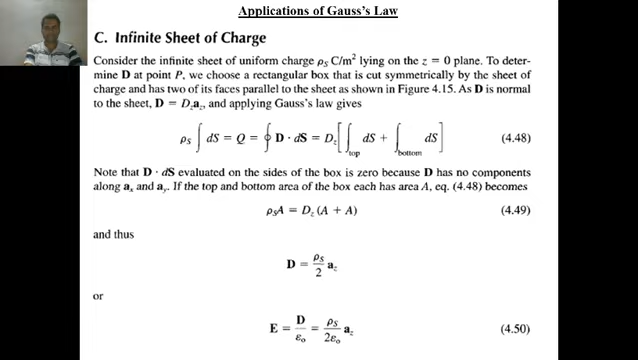 Applications of Gauss's Law
C. Infinite Sheet of Charge
Consider the infinite sheet of uniform charge ρS C/m² lying on the z = 0 plane. To deter-
mine D at point P, we choose a rectangular box that is cut symmetrically by the sheet of
charge and has two of its faces parallel to the sheet as shown in Figure 4.15. As D is normal
to the sheet, D = Dzaz, and applying Gauss's law gives
ρS ∫ dS = Q = ∮ D · dS = Dz[∫top dS + ∫bottom dS] (4.48)
Note that D · dS evaluated on the sides of the box is zero because D has no components
along ax and ay. If the top and bottom area of the box each has area A, eq. (4.48) becomes
ρSA = Dz (A + A) (4.49)
and thus
D = ρS/2 az
or
E = D/εo = ρS/2εo az (4.50)